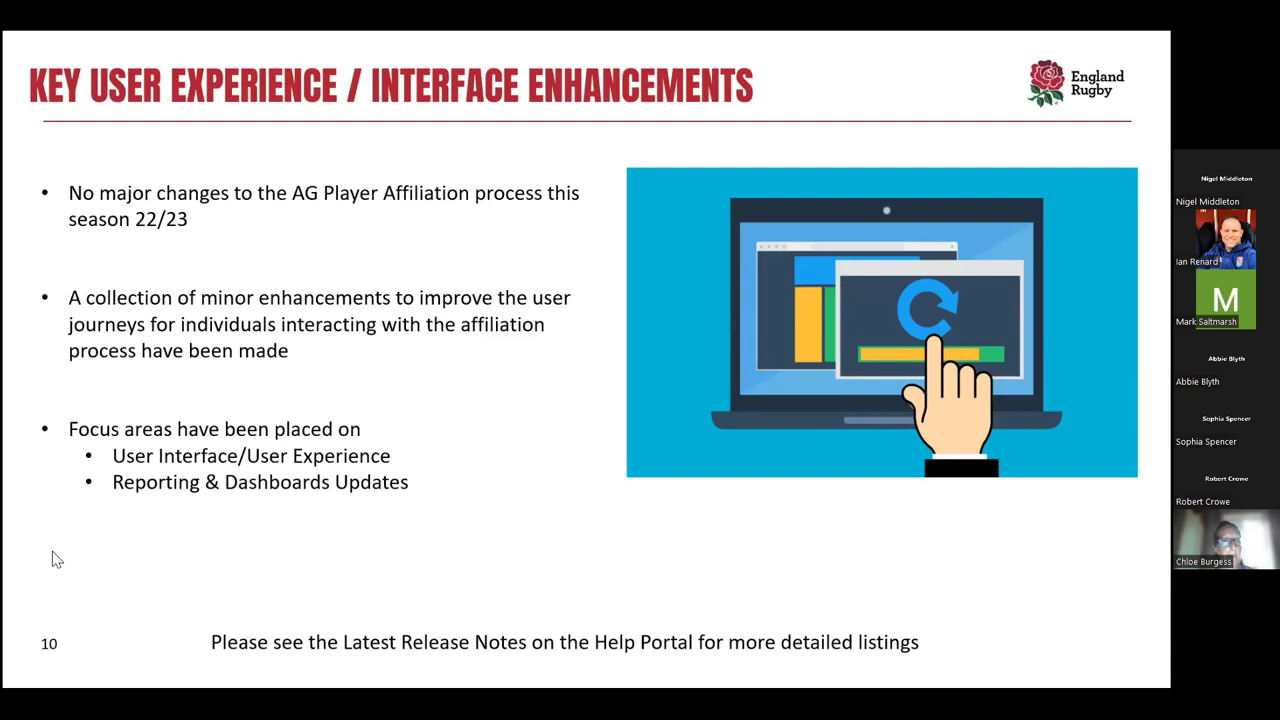 KEY USER EXPERIENCE / INTERFACE ENHANCEMENTS
England
Rugby
• No major changes to the AG Player Affiliation process this
season 22/23
• A collection of minor enhancements to improve the user
journeys for individuals interacting with the affiliation
process have been made
• Focus areas have been placed on
• User Interface/User Experience
• Reporting & Dashboards Updates
10
Please see the Latest Release Notes on the Help Portal for more detailed listings
Nigel Middleton
Nigel Middleton
Ian Renard
M
Mark Saltmarsh
Abbie Blyth
Abbie Blyth
Sophia Spencer
Sophia Spencer
Robert Crowe
Robert Crowe
Chloe Burgess